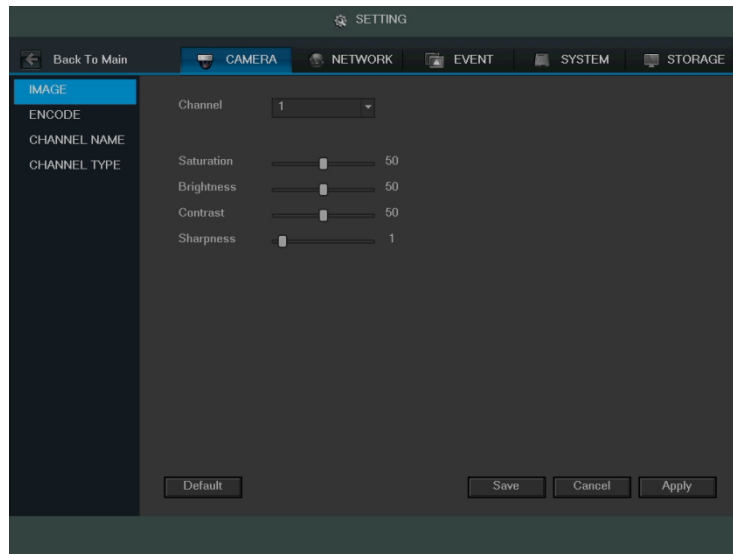 SETTING
Back To Main CAMERA NETWORK EVENT SYSTEM STORAGE
IMAGE
ENCODE
CHANNEL NAME
CHANNEL TYPE
Channel 1
Saturation 50
Brightness 50
Contrast 50
Sharpness 1
Default Save Cancel Apply